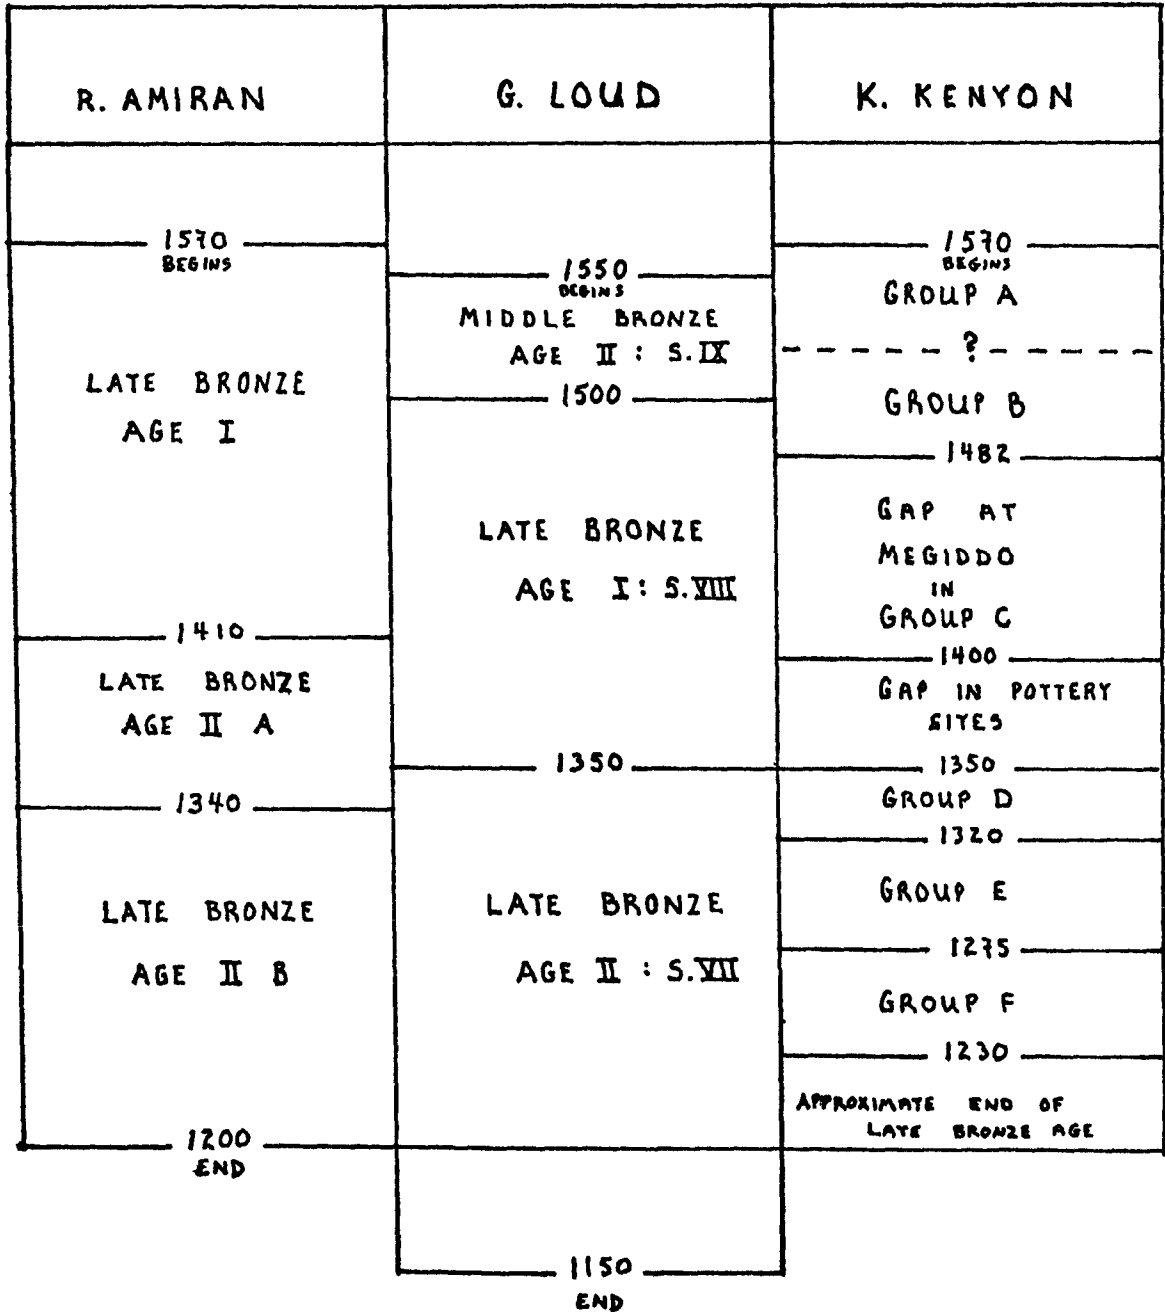 R. AMIRAN
1570
BEGINS
LATE BRONZE
AGE I
1410
LATE BRONZE
AGE II A
1340
LATE BRONZE
AGE II B
1200
END
G. LOUD
1550
BEGINS
MIDDLE BRONZE
AGE II : S.IX
1500
LATE BRONZE
AGE I: S.VIII
1350
LATE BRONZE
AGE II : S.VII
1150
END
K. KENYON
1570
BEGINS
GROUP A
?
GROUP B
1482
GAP AT
MEGIDDO
IN
GROUP C
1400
GAP IN POTTERY
SITES
1350
GROUP D
1320
GROUP E
1275
GROUP F
1230
APPROXIMATE END OF
LATE BRONZE AGE